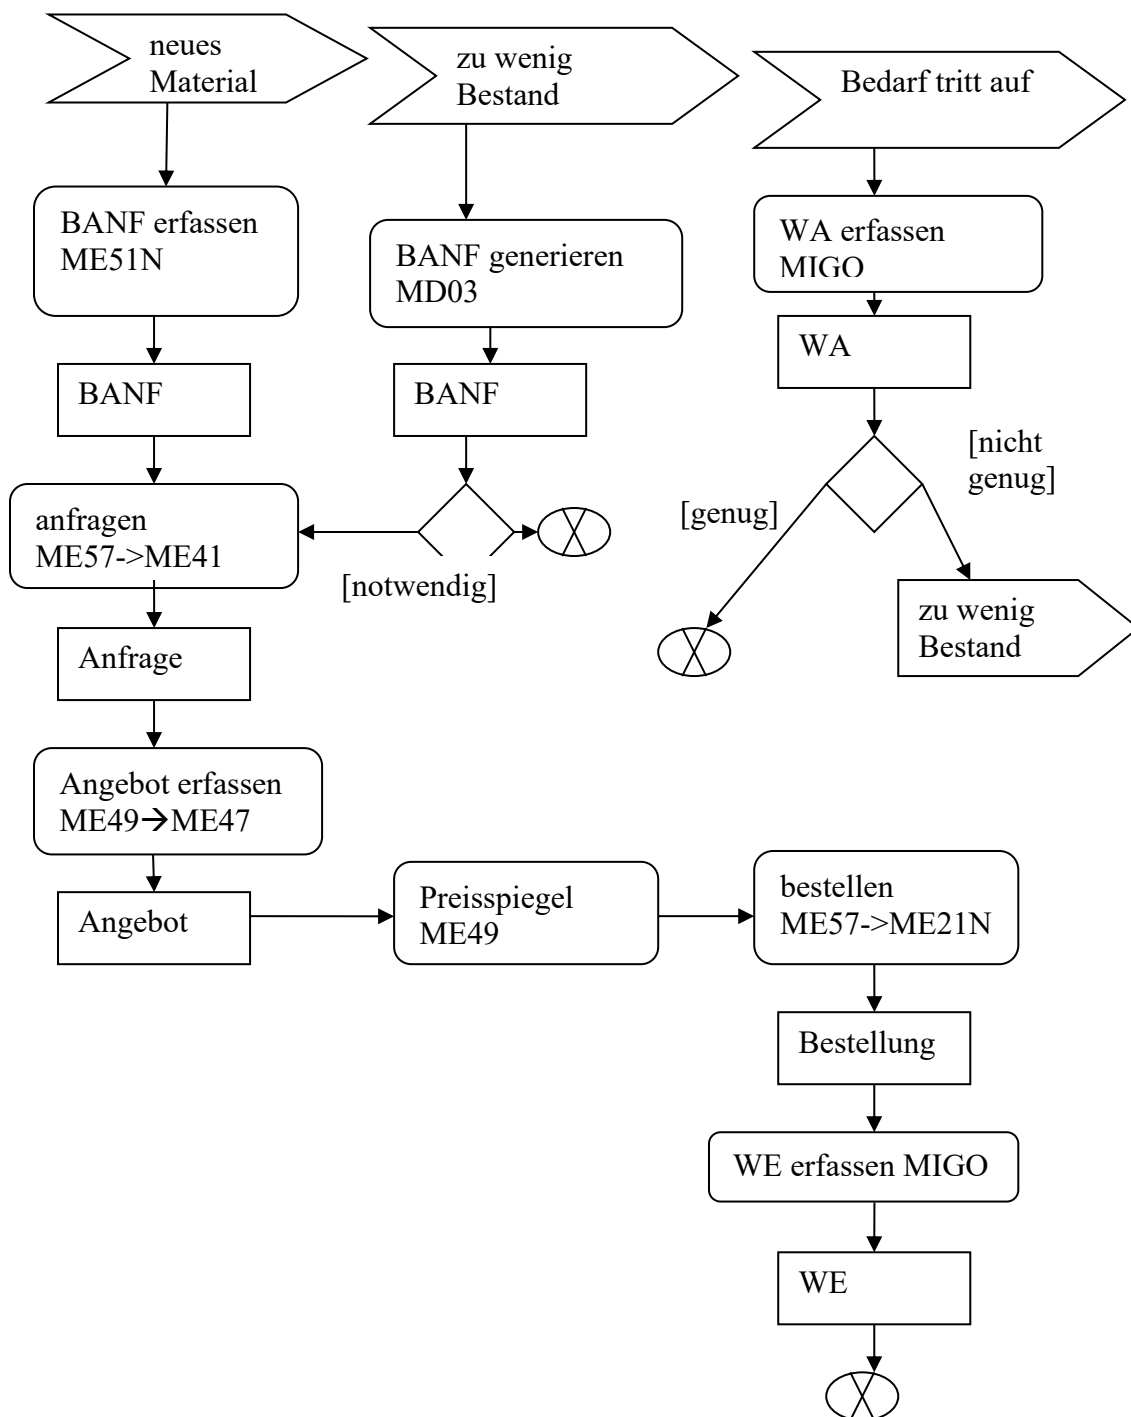 neues
Material
zu wenig
Bestand
Bedarf tritt auf
BANF erfassen
ME51N
BANF generieren
MD03
WA erfassen
MIGO
BANF
BANF
WA
[nicht
genug]
[genug]
anfragen
ME57->ME41
[notwendig]
zu wenig
Bestand
Anfrage
Angebot erfassen
ME49→ME47
Angebot
Preisspiegel
ME49
bestellen
ME57->ME21N
Bestellung
WE erfassen MIGO
WE